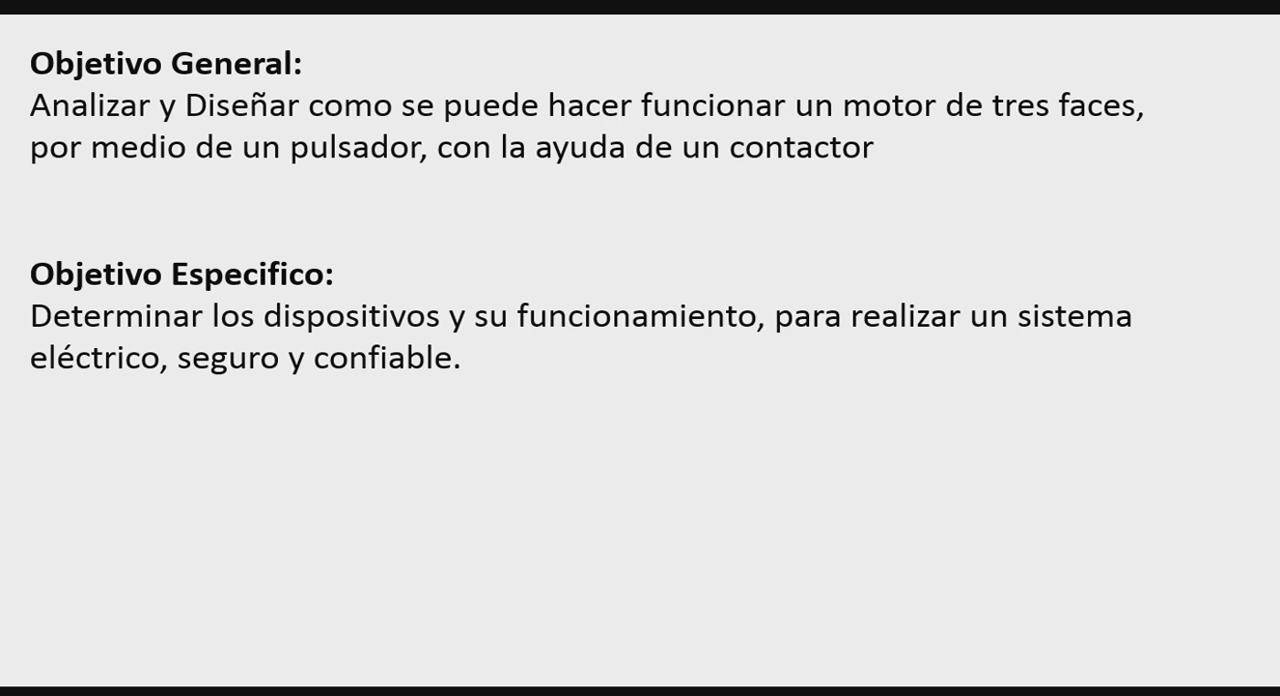 Objetivo General:
Analizar y Diseñar como se puede hacer funcionar un motor de tres faces,
por medio de un pulsador, con la ayuda de un contactor
Objetivo Especifico:
Determinar los dispositivos y su funcionamiento, para realizar un sistema
eléctrico, seguro y confiable.